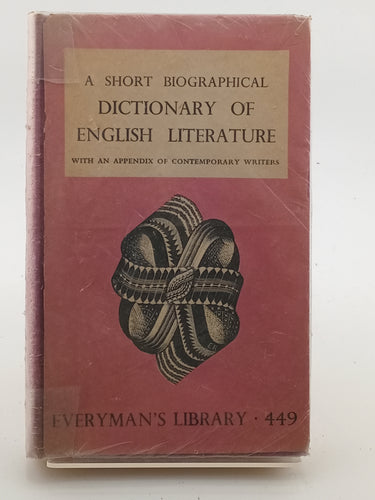 A SHORT BIOGRAPHICAL
DICTIONARY OF
ENGLISH LITERATURE
WITH AN APPENDIX OF CONTEMPORARY WRITERS
EVERYMAN'S LIBRARY · 449